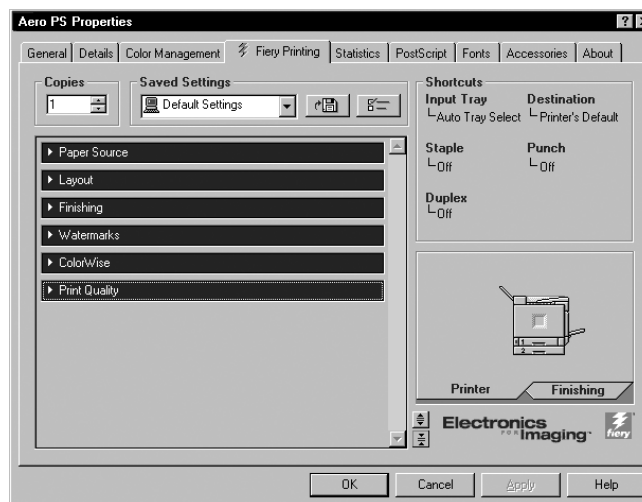 Aero PS Properties
General Details Color Management Fiery Printing Statistics PostScript Fonts Accessories About
Copies
1
Saved Settings
Default Settings
Paper Source
Layout
Finishing
Watermarks
ColorWise
Print Quality
Shortcuts
Input Tray Destination
Auto Tray Select Printer's Default
Staple Punch
Off Off
Duplex
Off
1
2
Printer Finishing
Electronics
FOR Imaging
fiery
OK Cancel Apply Help